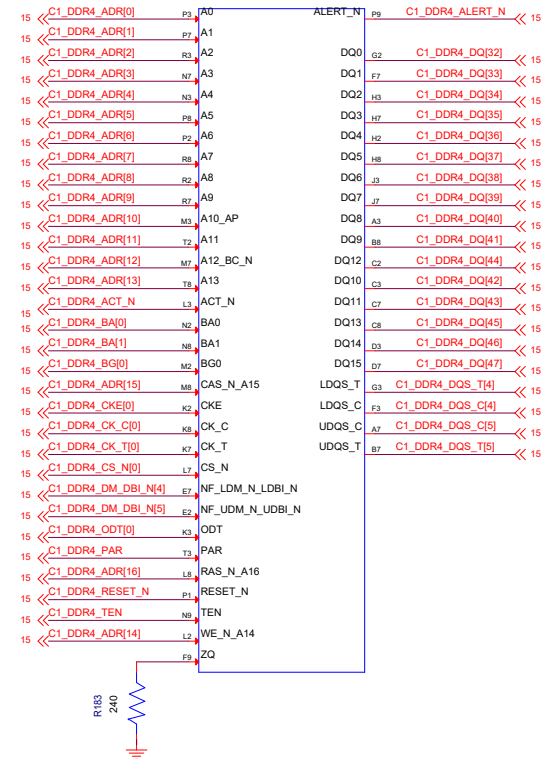 15 C1_DDR4_ADR[0] P3 A0 ALERT_N P9 C1_DDR4_ALERT_N 15
15 C1_DDR4_ADR[1] P7 A1
15 C1_DDR4_ADR[2] R3 A2 DQ0 G2 C1_DDR4_DQ[32] 15
15 C1_DDR4_ADR[3] N7 A3 DQ1 F7 C1_DDR4_DQ[33] 15
15 C1_DDR4_ADR[4] N3 A4 DQ2 H3 C1_DDR4_DQ[34] 15
15 C1_DDR4_ADR[5] P8 A5 DQ3 H7 C1_DDR4_DQ[35] 15
15 C1_DDR4_ADR[6] P2 A6 DQ4 H2 C1_DDR4_DQ[36] 15
15 C1_DDR4_ADR[7] R8 A7 DQ5 H8 C1_DDR4_DQ[37] 15
15 C1_DDR4_ADR[8] R2 A8 DQ6 J3 C1_DDR4_DQ[38] 15
15 C1_DDR4_ADR[9] R7 A9 DQ7 J7 C1_DDR4_DQ[39] 15
15 C1_DDR4_ADR[10] M3 A10_AP DQ8 A3 C1_DDR4_DQ[40] 15
15 C1_DDR4_ADR[11] T2 A11 DQ9 B8 C1_DDR4_DQ[41] 15
15 C1_DDR4_ADR[12] M7 A12_BC_N DQ12 C2 C1_DDR4_DQ[44] 15
15 C1_DDR4_ADR[13] T8 A13 DQ10 C3 C1_DDR4_DQ[42] 15
15 C1_DDR4_ACT_N L3 ACT_N DQ11 C7 C1_DDR4_DQ[43] 15
15 C1_DDR4_BA[0] N2 BA0 DQ13 C8 C1_DDR4_DQ[45] 15
15 C1_DDR4_BA[1] N8 BA1 DQ14 D3 C1_DDR4_DQ[46] 15
15 C1_DDR4_BG[0] M2 BG0 DQ15 D7 C1_DDR4_DQ[47] 15
15 C1_DDR4_ADR[15] M8 CAS_N_A15 LDQS_T G3 C1_DDR4_DQS_T[4] 15
15 C1_DDR4_CKE[0] K2 CKE LDQS_C F3 C1_DDR4_DQS_C[4] 15
15 C1_DDR4_CK_C[0] K8 CK_C UDQS_C A7 C1_DDR4_DQS_C[5] 15
15 C1_DDR4_CK_T[0] K7 CK_T UDQS_T B7 C1_DDR4_DQS_T[5] 15
15 C1_DDR4_CS_N[0] L7 CS_N
15 C1_DDR4_DM_DBI_N[4] E7 NF_LDM_N_LDBI_N
15 C1_DDR4_DM_DBI_N[5] E2 NF_UDM_N_UDBI_N
15 C1_DDR4_ODT[0] K3 ODT
15 C1_DDR4_PAR T3 PAR
15 C1_DDR4_ADR[16] L8 RAS_N_A16
15 C1_DDR4_RESET_N P1 RESET_N
15 C1_DDR4_TEN N9 TEN
15 C1_DDR4_ADR[14] L2 WE_N_A14
F9 ZQ
R183
240